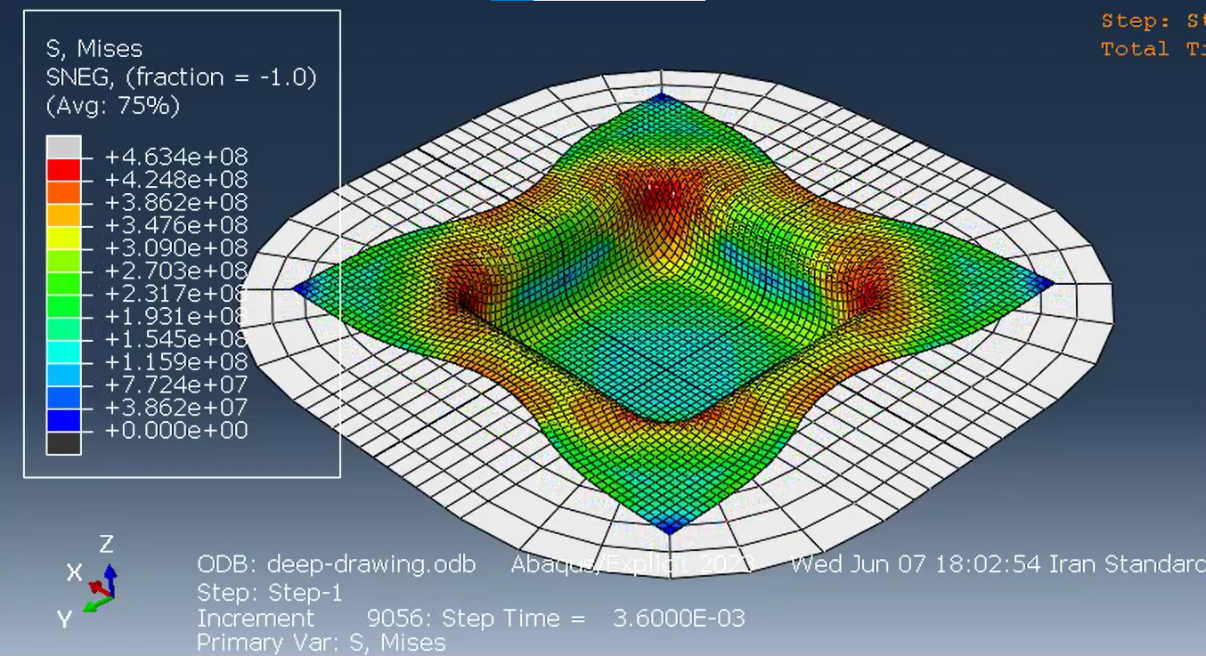 Step: St
Total Ti
S, Mises
SNEG, (fraction = -1.0)
(Avg: 75%)
+4.634e+08
+4.248e+08
+3.862e+08
+3.476e+08
+3.090e+08
+2.703e+08
+2.317e+08
+1.931e+08
+1.545e+08
+1.159e+08
+7.724e+07
+3.862e+07
+0.000e+00
Z
X
Y
ODB: deep-drawing.odb Abaqus/Explicit Wed Jun 07 18:02:54 Iran Standard
Step: Step-1
Increment 9056: Step Time = 3.6000E-03
Primary Var: S, Mises